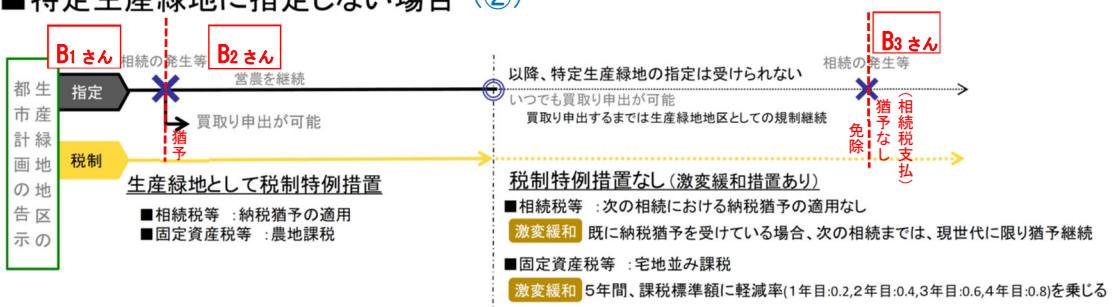 ■特定生産緑地に指定しない場合（②）
B1さん
B2さん
B3さん
生産緑地地区の
都市計画の告示
指定
相続の発生等
営農を継続
買取り申出が可能
猶予
以降、特定生産緑地の指定は受けられない
いつでも買取り申出が可能
買取り申出するまでは生産緑地地区としての規制継続
相続の発生等
免除
猶予なし
（相続税支払）
税制
生産緑地として税制特例措置
■相続税等　：納税猶予の適用
■固定資産税等：農地課税
税制特例措置なし（激変緩和措置あり）
■相続税等　：次の相続における納税猶予の適用なし
激変緩和 既に納税猶予を受けている場合、次の相続までは、現世代に限り猶予継続
■固定資産税等　：宅地並み課税
激変緩和 5年間、課税標準額に軽減率(1年目:0.2,2年目:0.4,3年目:0.6,4年目:0.8)を乗じる